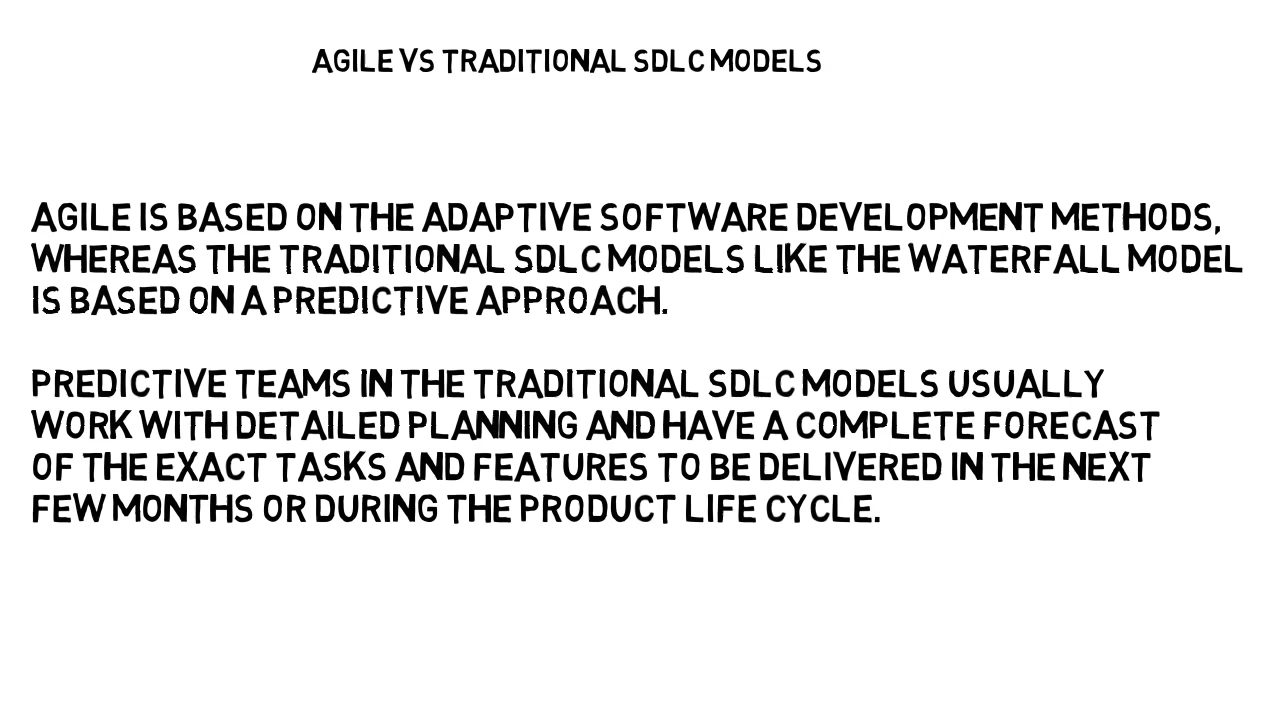 AGILE VS TRADITIONAL SDLC MODELS
AGILE IS BASED ON THE ADAPTIVE SOFTWARE DEVELOPMENT METHODS,
WHEREAS THE TRADITIONAL SDLC MODELS LIKE THE WATERFALL MODEL
IS BASED ON A PREDICTIVE APPROACH.
PREDICTIVE TEAMS IN THE TRADITIONAL SDLC MODELS USUALLY
WORK WITH DETAILED PLANNING AND HAVE A COMPLETE FORECAST
OF THE EXACT TASKS AND FEATURES TO BE DELIVERED IN THE NEXT
FEW MONTHS OR DURING THE PRODUCT LIFE CYCLE.